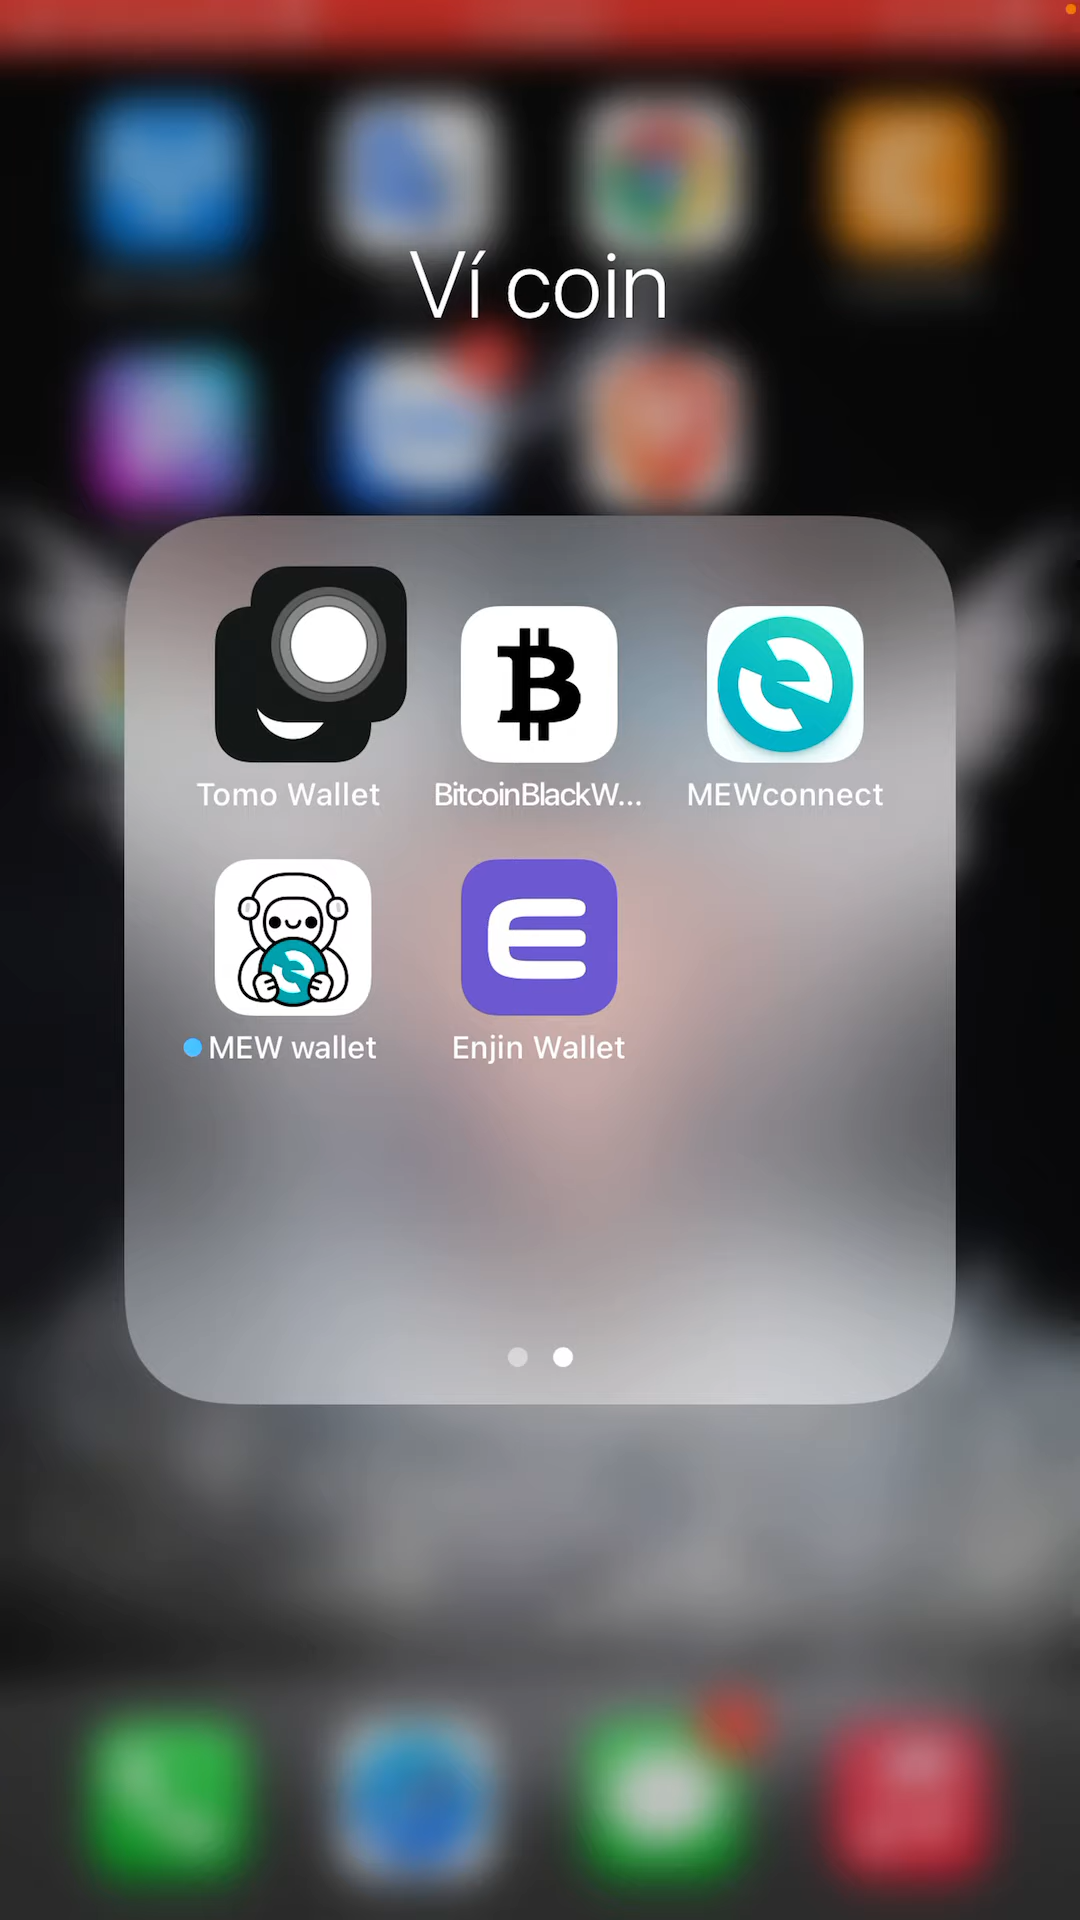 Ví coin
Tomo Wallet
BitcoinBlackW...
MEWconnect
MEW wallet
Enjin Wallet